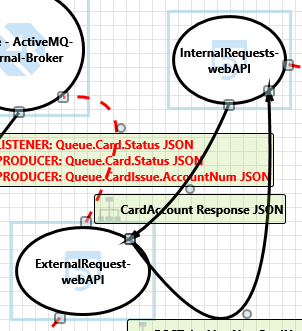 - ActiveMQ-
InternalRequests-
webAPI
rnal-Broker
LISTENER: Queue.Card.Status JSON
PRODUCER: Queue.Card.Status JSON
PRODUCER: Queue.CardIssue.AccountNum JSON
CardAccount Response JSON
ExternalRequest-
webAPI